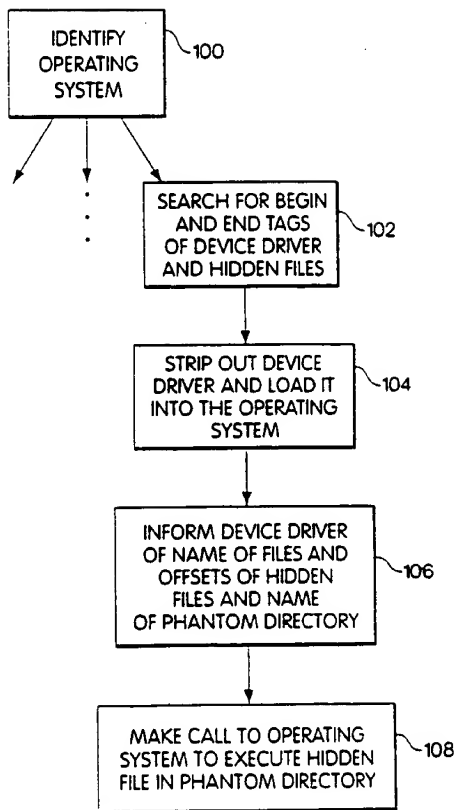 IDENTIFY
OPERATING
SYSTEM
100
SEARCH FOR BEGIN
AND END TAGS
OF DEVICE DRIVER
AND HIDDEN FILES
102
STRIP OUT DEVICE
DRIVER AND LOAD IT
INTO THE OPERATING
SYSTEM
104
INFORM DEVICE DRIVER
OF NAME OF FILES AND
OFFSETS OF HIDDEN
FILES AND NAME
OF PHANTOM DIRECTORY
106
MAKE CALL TO OPERATING
SYSTEM TO EXECUTE HIDDEN
FILE IN PHANTOM DIRECTORY
108